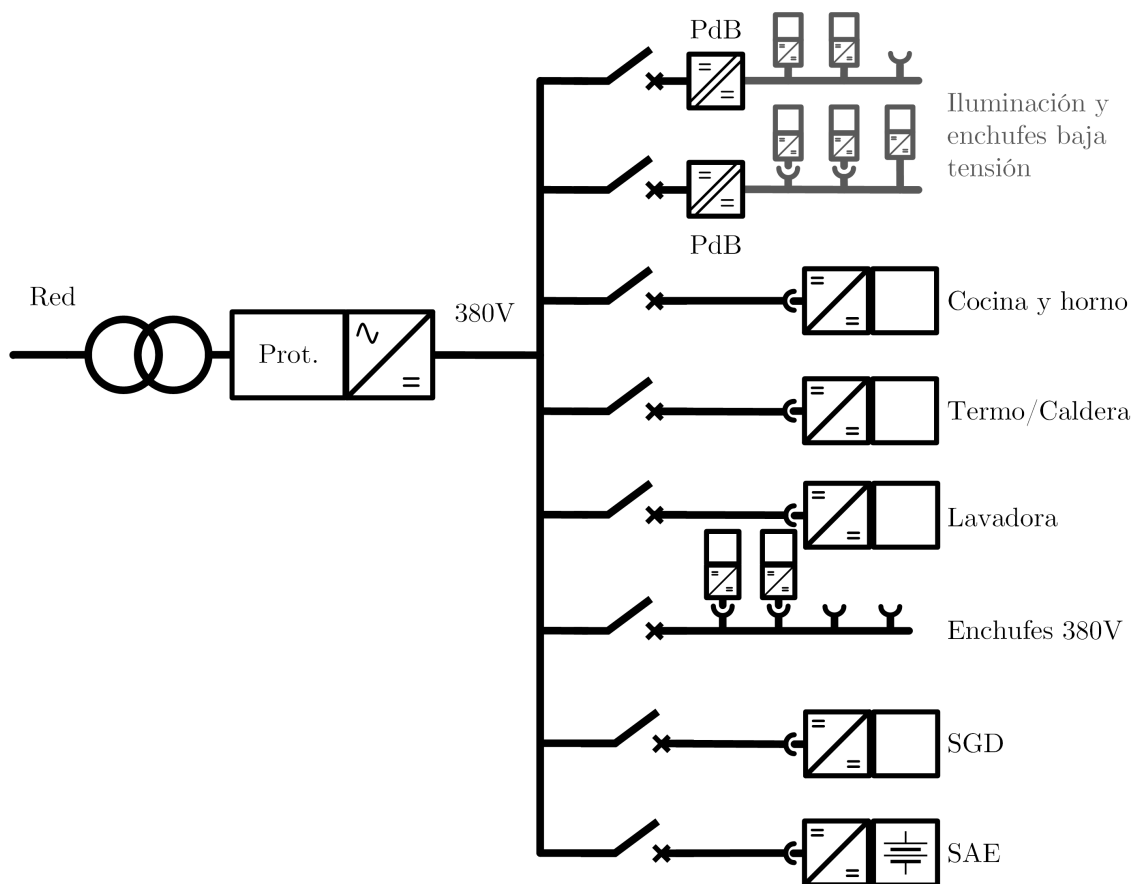 PdB
Iluminación y
enchufes baja
tensión
PdB
Red
380V
Prot.
Cocina y horno
Termo/Caldera
Lavadora
Enchufes 380V
SGD
SAE